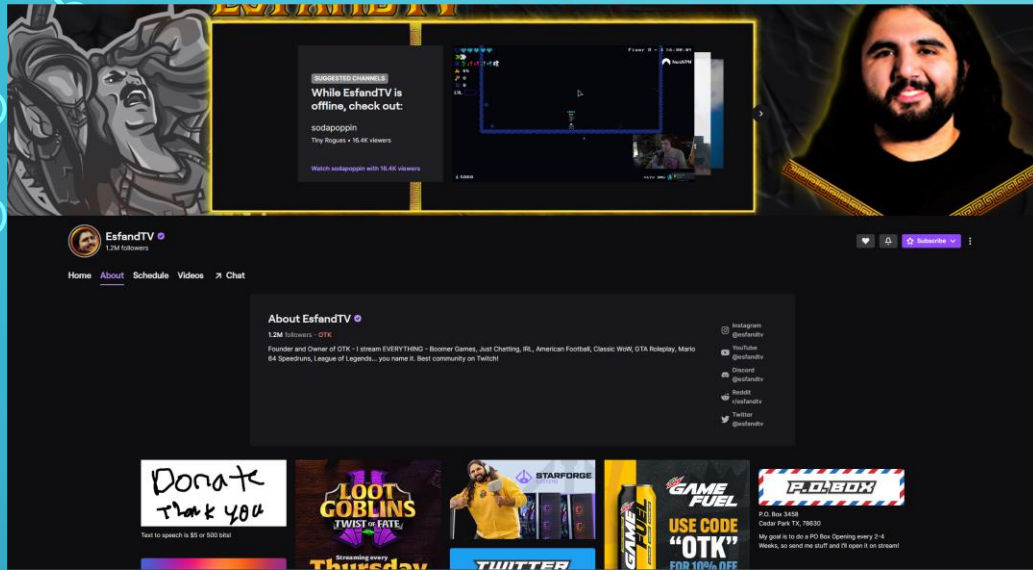 ESFANDTV
SUGGESTED CHANNELS
While EsfandTV is
offline, check out:
sodapoppin
Tiny Rogues • 16.4K viewers
Watch sodapoppin with 16.4K viewers
NerdRPM
EsfandTV
1.2M followers
Subscribe
Home About Schedule Videos Chat
About EsfandTV
1.2M followers · OTK
Founder and Owner of OTK - I stream EVERYTHING - Boomer Games, Just Chatting, IRL, American Football, Classic WoW, GTA Roleplay, Mario
64 Speedruns, League of Legends... you name it. Best community on Twitch!
Instagram
@esfandtv
YouTube
@esfandtv
Discord
@esfandtv
Reddit
r/esfandtv
Twitter
@esfandtv
Donate
Thank you
Text to speech is $5 or 500 bits!
LOOT
GOBLINS
TWIST OF FATE
Streaming every
Thursday
STARFORGE
SYSTEMS
TWITTER
GAME
FUEL
USE CODE
“OTK”
FOR 10% OFF
P.O.BOX
P.O. Box 3458
Cedar Park TX, 78630
My goal is to do a PO Box Opening every 2-4
Weeks, so send me stuff and I'll open it on stream!